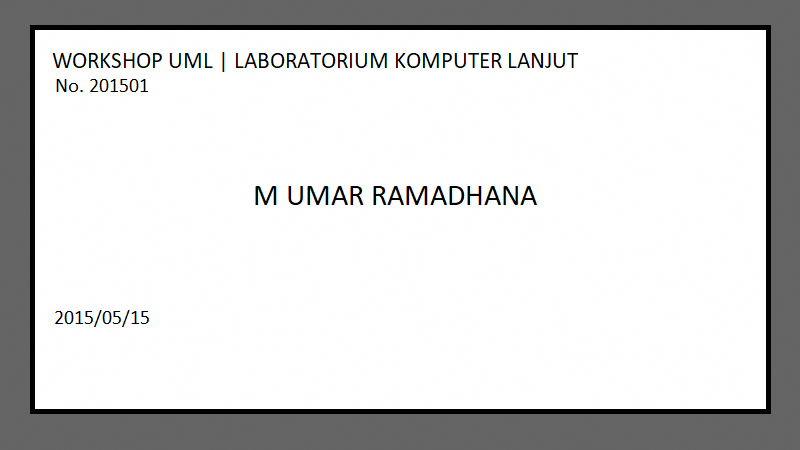 WORKSHOP UML | LABORATORIUM KOMPUTER LANJUT
No. 201501
M UMAR RAMADHANA
2015/05/15